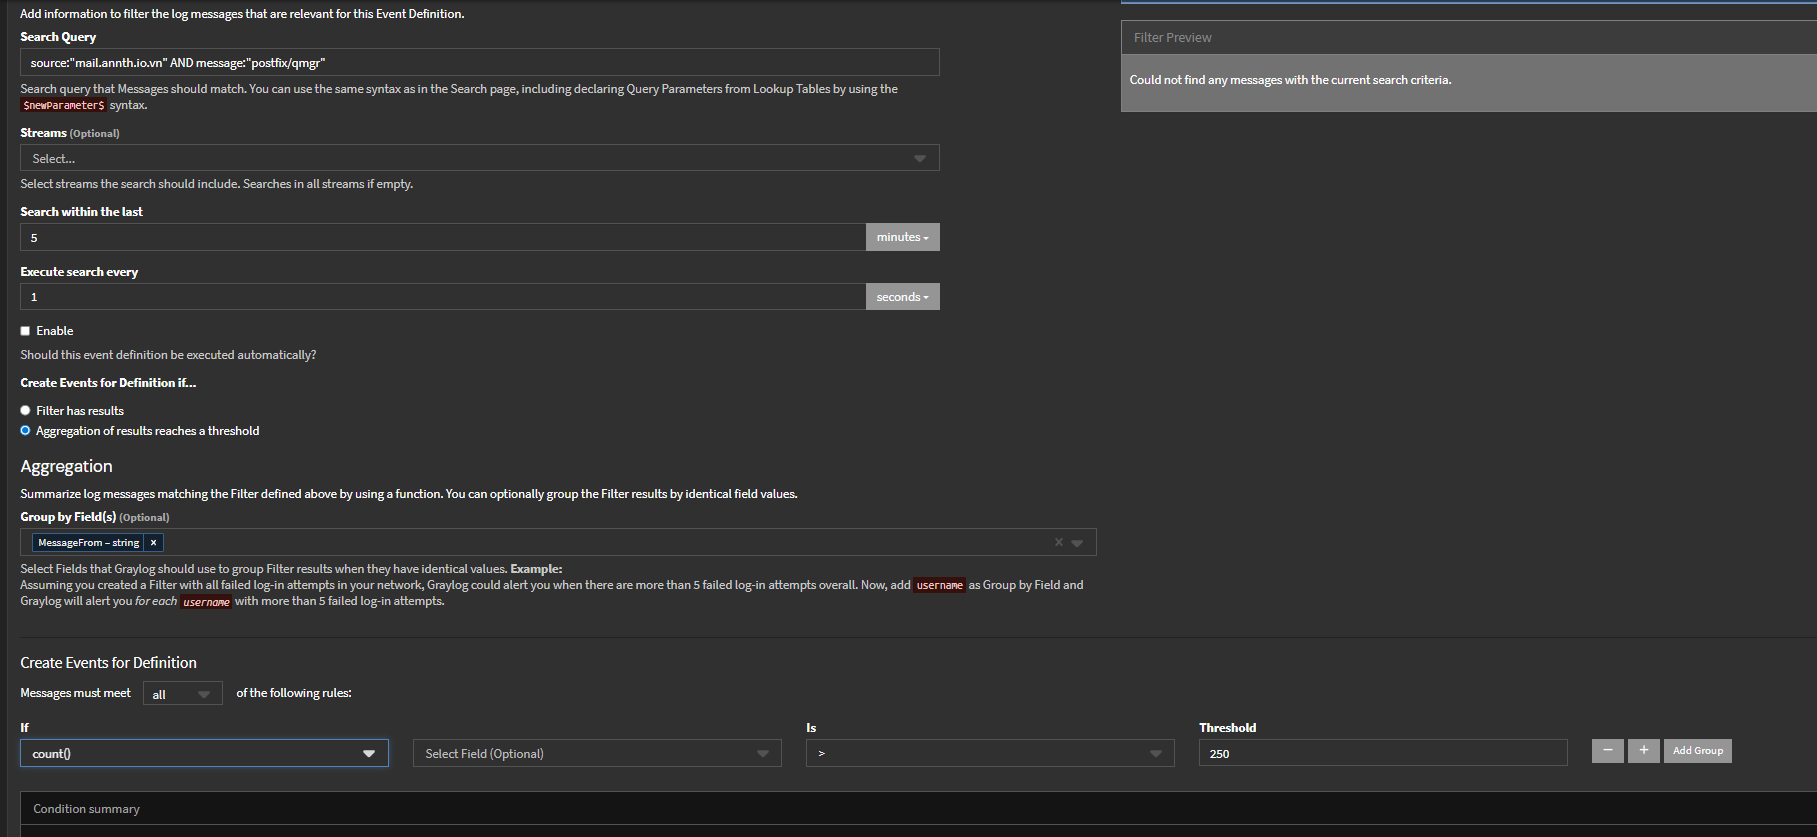 Add information to filter the log messages that are relevant for this Event Definition.
Search Query
source:"mail.annth.io.vn" AND message:"postfix/qmgr"
Search query that Messages should match. You can use the same syntax as in the Search page, including declaring Query Parameters from Lookup Tables by using the
$newParameter$ syntax.
Streams (Optional)
Select...
Select streams the search should include. Searches in all streams if empty.
Search within the last
5 minutes
Execute search every
1 seconds
Enable
Should this event definition be executed automatically?
Create Events for Definition if...
Filter has results
Aggregation of results reaches a threshold
Aggregation
Summarize log messages matching the Filter defined above by using a function. You can optionally group the Filter results by identical field values.
Group by Field(s) (Optional)
MessageFrom – string ×
Select Fields that Graylog should use to group Filter results when they have identical values. Example:
Assuming you created a Filter with all failed log-in attempts in your network, Graylog could alert you when there are more than 5 failed log-in attempts overall. Now, add username as Group by Field and
Graylog will alert you for each username with more than 5 failed log-in attempts.
Create Events for Definition
Messages must meet all of the following rules:
If Is Threshold
count() Select Field (Optional) > 250 − + Add Group
Condition summary
Filter Preview
Could not find any messages with the current search criteria.